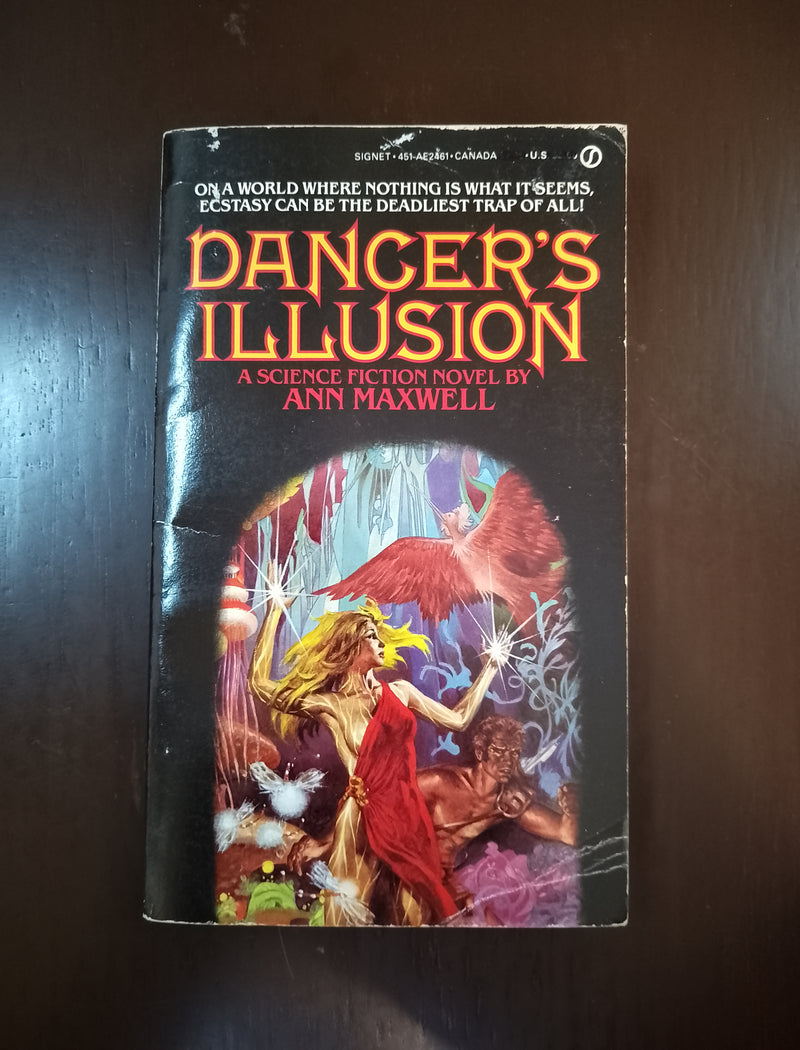 SIGNET • 451-AE2461 • CANADA • U.S.
ON A WORLD WHERE NOTHING IS WHAT IT SEEMS,
ECSTASY CAN BE THE DEADLIEST TRAP OF ALL!
DANCER'S
ILLUSION
A SCIENCE FICTION NOVEL BY
ANN MAXWELL